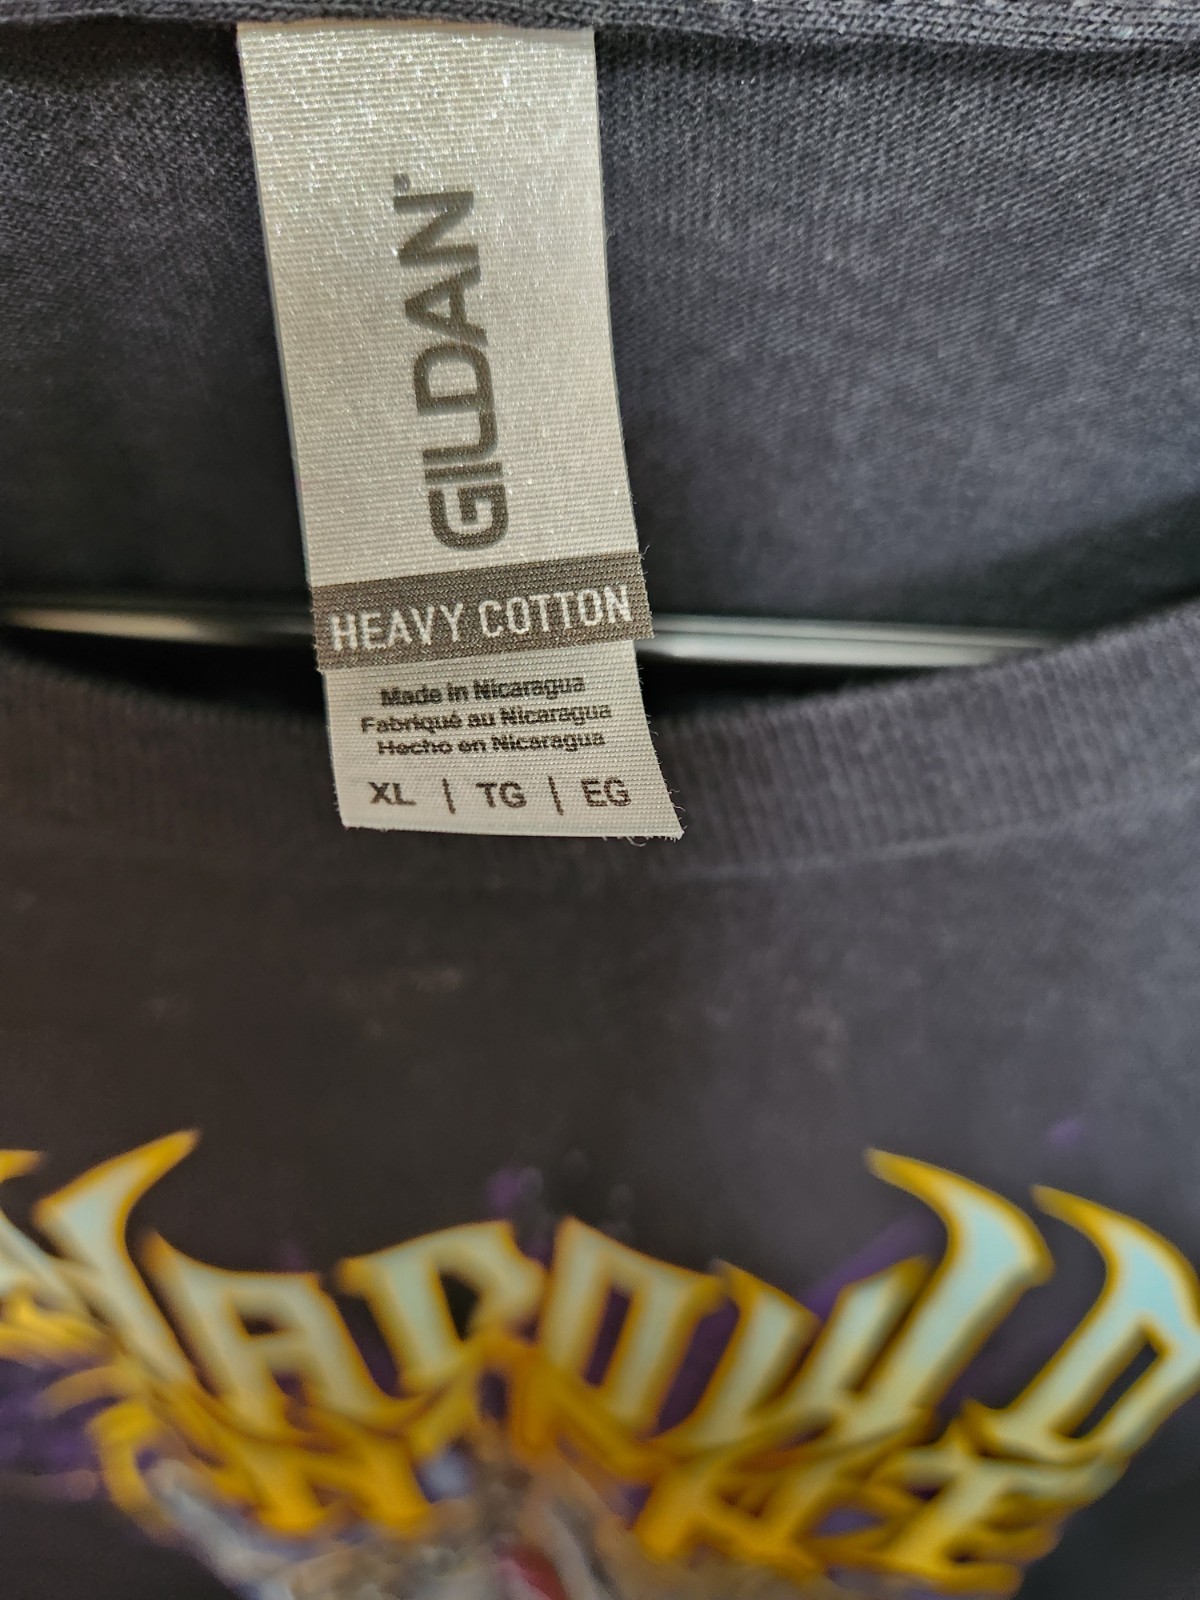 GILDAN®
HEAVY COTTON
Made in Nicaragua
Fabriqué au Nicaragua
Hecho en Nicaragua
XL | TG | EG